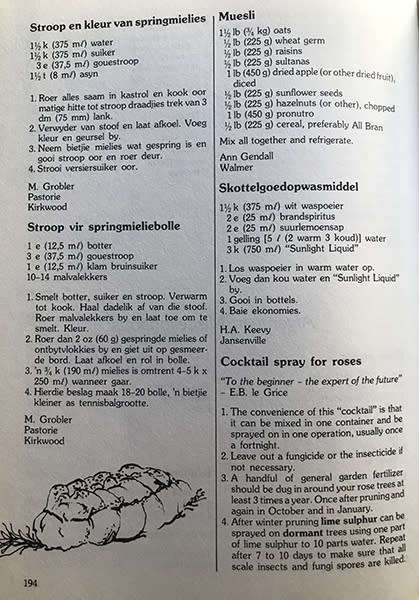 Stroop en kleur van springmielies
1½ k (375 mℓ) water
1½ k (375 mℓ) suiker
3 e (37,5 mℓ) gouestroop
1½ t (8 mℓ) asyn
1. Roer alles saam in kastrol en kook oor
matige hitte tot stroop draadjies trek van 3
dm (75 mm) lank.
2. Verwyder van stoof en laat afkoel. Voeg
kleur en geursel by.
3. Neem bietjie mielies wat gespring is en
gooi stroop oor en roer deur.
4. Strooi versiersuiker oor.
M. Grobler
Pastorie
Kirkwood
Stroop vir springmieliebolle
1 e (12,5 mℓ) botter
3 e (37,5 mℓ) gouestroop
1 e (12,5 mℓ) klam bruinsuiker
10–14 malvalekkers
1. Smelt botter, suiker en stroop. Verwarm
tot kook. Haal dadelik af van die stoof.
Roer malvalekkers by en laat toe om te
smelt. Kleur.
2. Roer dan 2 oz (60 g) gespringde mielies of
ontbytvlokkies by en giet uit op gesmeer-
de bord. Laat afkoel en rol in bolle.
3. 'n ¾ k (190 mℓ) mielies is omtrent 4–5 k x
250 mℓ) wanneer gaar.
4. Hierdie beslag maak 18–20 bolle, 'n bietjie
kleiner as tennisbalgrootte.
M. Grobler
Pastorie
Kirkwood
194
Muesli
1½ lb (¾ kg) oats
½ lb (225 g) wheat germ
½ lb (225 g) raisins
½ lb (225 g) sultanas
1 lb (450 g) dried apple (or other dried fruit),
diced
½ lb (225 g) sunflower seeds
½ lb (225 g) hazelnuts (or other), chopped
1 lb (450 g) pronutro
½ lb (225 g) cereal, preferably All Bran
Mix all together and refrigerate.
Ann Gendall
Walmer
Skottelgoedopwasmiddel
1½ k (375 mℓ) wit waspoeier
2 e (25 mℓ) brandspiritus
2 e (25 mℓ) suurlemoensap
1 gelling [5 ℓ (2 warm 3 koud)] water
3 k (750 mℓ) "Sunlight Liquid"
1. Los waspoeier in warm water op.
2. Voeg dan kou water en "Sunlight Liquid"
by.
3. Gooi in bottels.
4. Baie ekonomies.
H.A. Keevy
Jansenville
Cocktail spray for roses
"To the beginner - the expert of the future"
– E.B. le Grice
1. The convenience of this "cocktail" is that
it can be mixed in one container and be
sprayed on in one operation, usually once
a fortnight.
2. Leave out a fungicide or the insecticide if
not necessary.
3. A handful of general garden fertilizer
should be dug in around your rose trees at
least 3 times a year. Once after pruning and
again in October and in January.
4. After winter pruning lime sulphur can be
sprayed on dormant trees using one part
of lime sulphur to 10 parts water. Repeat
after 7 to 10 days to make sure that all
scale insects and fungi spores are killed.